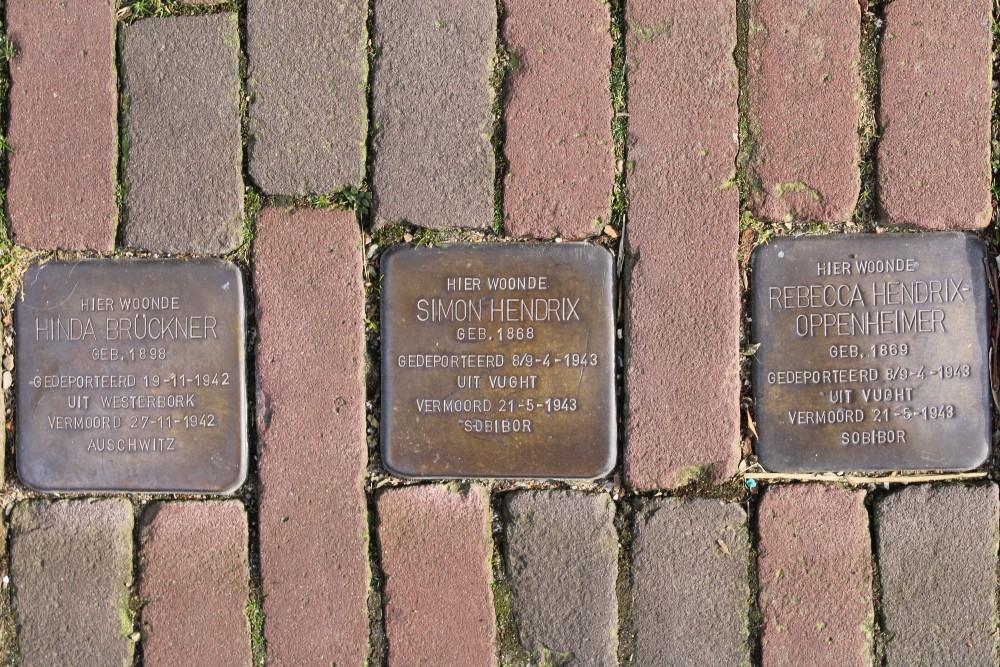 HIER WOONDE
HINDA BRÜCKNER
GEB. 1898
GEDEPORTEERD 19-11-1942
UIT WESTERBORK
VERMOORD 27-11-1942
AUSCHWITZ
HIER WOONDE
SIMON HENDRIX
GEB. 1868
GEDEPORTEERD 8/9-4-1943
UIT VUGHT
VERMOORD 21-5-1943
SOBIBOR
HIER WOONDE
REBECCA HENDRIX-
OPPENHEIMER
GEB. 1869
GEDEPORTEERD 8/9-4-1943
UIT VUGHT
VERMOORD 21-5-1943
SOBIBOR